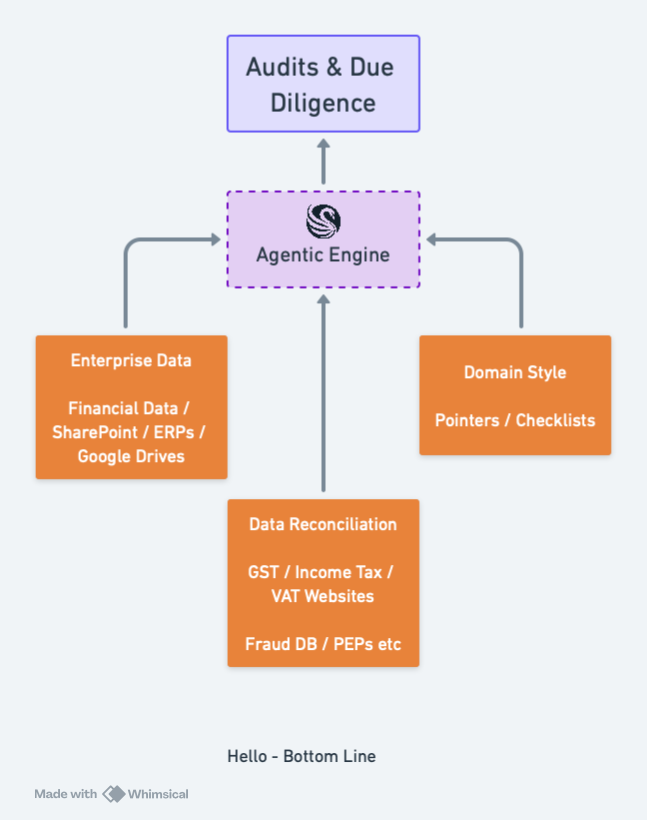 Audits & Due
Diligence
Agentic Engine
Enterprise Data
Financial Data /
SharePoint / ERPs /
Google Drives
Domain Style
Pointers / Checklists
Data Reconciliation
GST / Income Tax /
VAT Websites
Fraud DB / PEPs etc
Hello - Bottom Line
Made with Whimsical